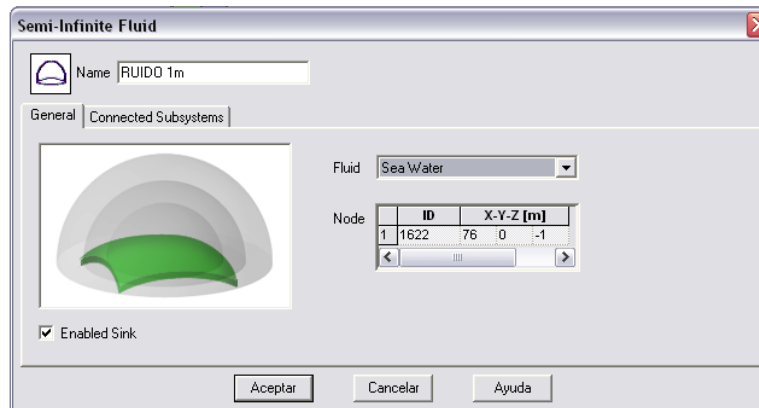 Semi-Infinite Fluid
Name RUIDO 1m
General Connected Subsystems
Fluid Sea Water
Node
ID X-Y-Z [m]
1 1622 76 0 -1
Enabled Sink
Aceptar Cancelar Ayuda